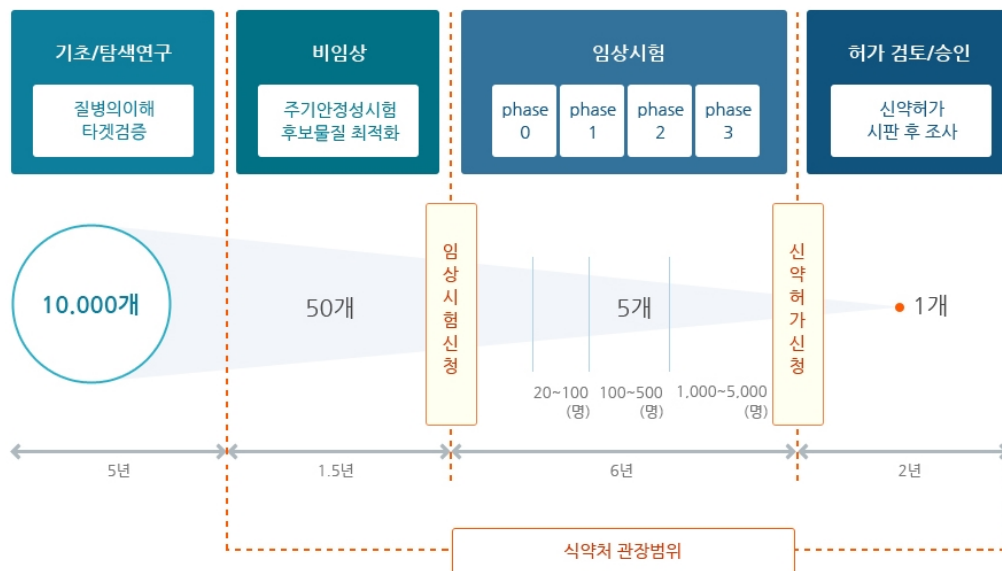 기초/탐색연구
질병의이해
타겟검증
비임상
주기안정성시험
후보물질 최적화
임상시험
phase
0
phase
1
phase
2
phase
3
허가 검토/승인
신약허가
시판 후 조사
10.000개
50개
임상시험신청
5개
신약허가신청
1개
20~100
(명)
100~500
(명)
1,000~5,000
(명)
5년
1.5년
6년
2년
식약처 관장범위